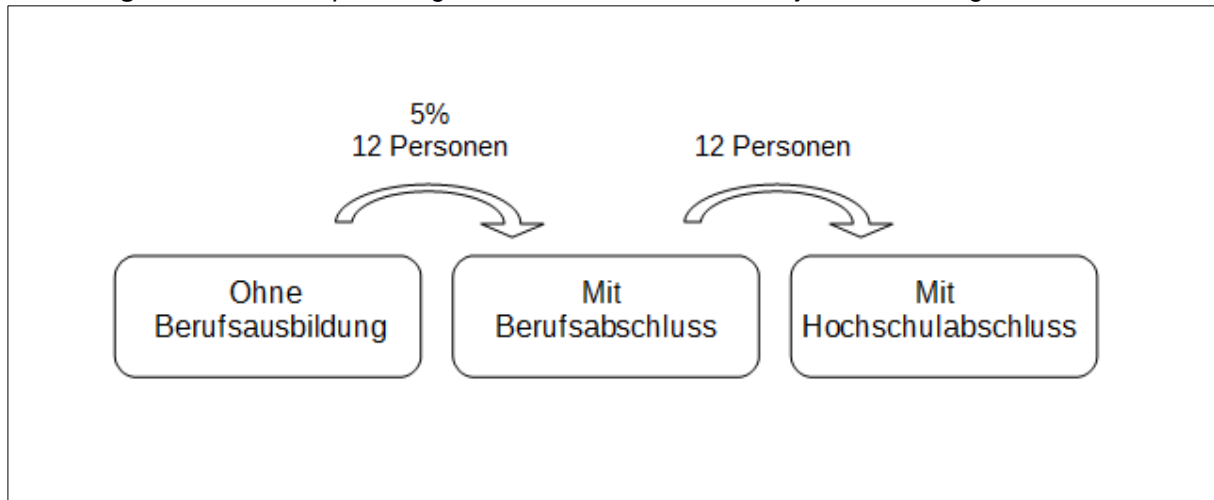 5%
12 Personen
12 Personen
Ohne
Berufsausbildung
Mit
Berufsabschluss
Mit
Hochschulabschluss